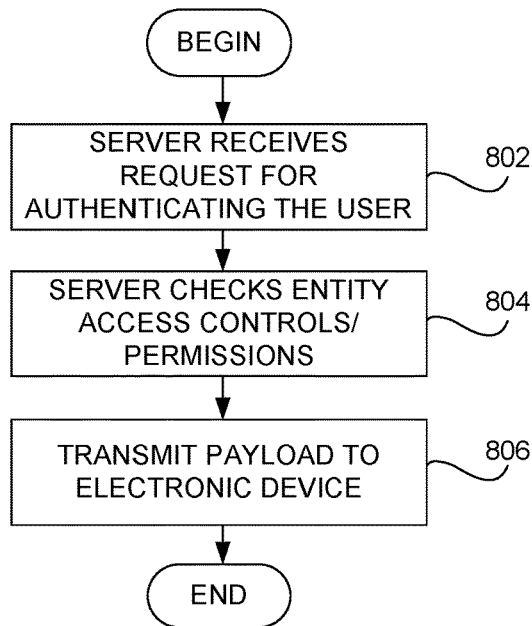 BEGIN
SERVER RECEIVES
REQUEST FOR
AUTHENTICATING THE USER
802
SERVER CHECKS ENTITY
ACCESS CONTROLS/
PERMISSIONS
804
TRANSMIT PAYLOAD TO
ELECTRONIC DEVICE
806
END